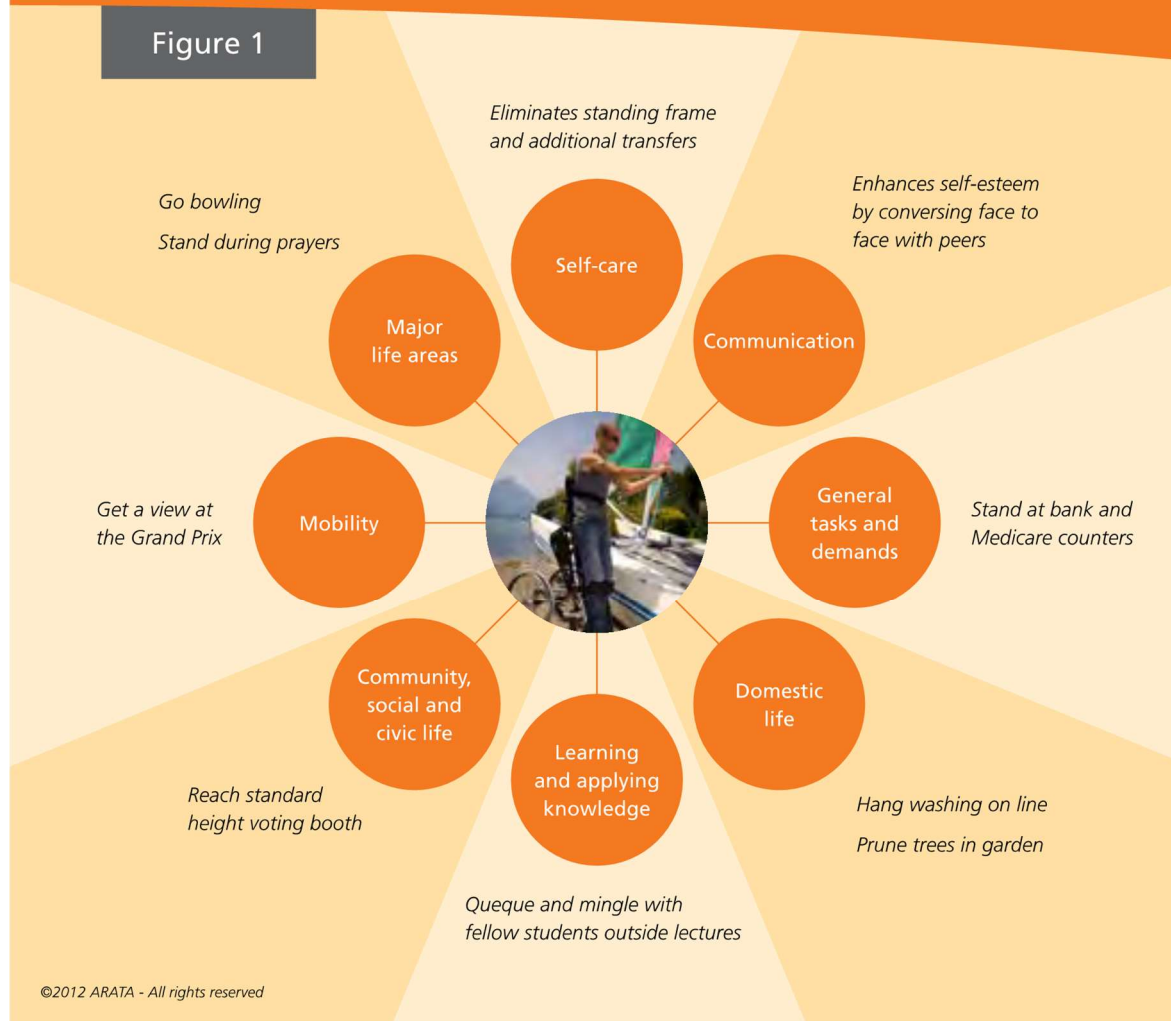 Figure 1
Eliminates standing frame
and additional transfers
Self-care
Enhances self-esteem
by conversing face to
face with peers
Communication
General
tasks and
demands
Stand at bank and
Medicare counters
Domestic
life
Hang washing on line
Prune trees in garden
Learning
and applying
knowledge
Queque and mingle with
fellow students outside lectures
Community,
social and
civic life
Reach standard
height voting booth
Mobility
Get a view at
the Grand Prix
Major
life areas
Go bowling
Stand during prayers
©2012 ARATA - All rights reserved